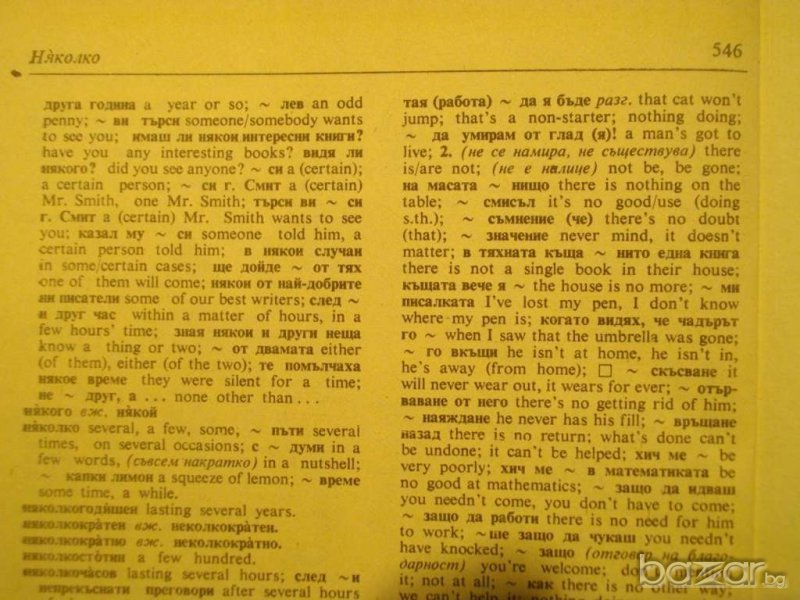 Няколко
546
друга година a year or so; ~ лев an odd
penny; ~ ви търси someone/somebody wants
to see you; имаш ли някои интересни книги?
have you any interesting books? видя ли
някого? did you see anyone? ~ си a (certain);
a certain person; ~ си г. Смит a (certain)
Mr. Smith, one Mr. Smith; търси ви ~ си
г. Смит a (certain) Mr. Smith wants to see
you; казал му ~ си someone told him, a
certain person told him; в някои случаи
in some/certain cases; ще дойде ~ от тях
one of them will come; някои от най-добрите
ни писатели some of our best writers; след ~
и друг час within a matter of hours, in a
few hours' time; зная някои и други неща
know a thing or two; ~ от двамата either
(of them), either (of the two); те помълчаха
някое време they were silent for a time;
не ~ друг, а ... none other than ...
някого вж. някой
няколко several, a few, some, ~ пъти several
times, on several occasions; с ~ думи in a
few words, (съвсем накратко) in a nutshell;
~ капки лимон a squeeze of lemon; ~ време
some time, a while.
няколкогодишен lasting several years.
няколкократен вж. неколкократен.
няколкократно вж. неколкократно.
няколкостотин a few hundred.
няколкочасов lasting several hours; след ~и
непрекъснати преговори after several hours
тая (работа) ~ да я бъде разг. that cat won't
jump; that's a non-starter; nothing doing;
~ да умирам от глад (я)! a man's got to
live; 2. (не се намира, не съществува) there
is/are not; (не е налице) not be, be gone;
на масата ~ нищо there is nothing on the
table; ~ смисъл it's no good/use (doing
s.th.); ~ съмнение (че) there's no doubt
(that); ~ значение never mind, it doesn't
matter; в тяхната къща ~ нито една книга
there is not a single book in their house;
къщата вече я ~ the house is no more; ~ ми
писалката I've lost my pen, I don't know
where my pen is; когато видях, че чадърът
го ~ when I saw that the umbrella was gone;
~ го вкъщи he isn't at home, he isn't in,
he's away (from home); □ ~ скъсване it
will never wear out, it wears for ever; ~ отър-
ваване от него there's no getting rid of him;
~ наяждане he never has his fill; ~ връщане
назад there is no return; what's done can't
be undone; it can't be helped; хич ме ~ be
very poorly; хич ме ~ в математиката be
no good at mathematics; ~ защо да идваш
you needn't come, you don't have to come;
~ защо да работи there is no need for him
to work; ~ше защо да чукаш you needn't
have knocked; ~ защо (отговор на благо-
дарност) you're welcome; don't mention
it; not at all; ~ как there is no other way,
we can't help it; nothing doing
bazar.bg